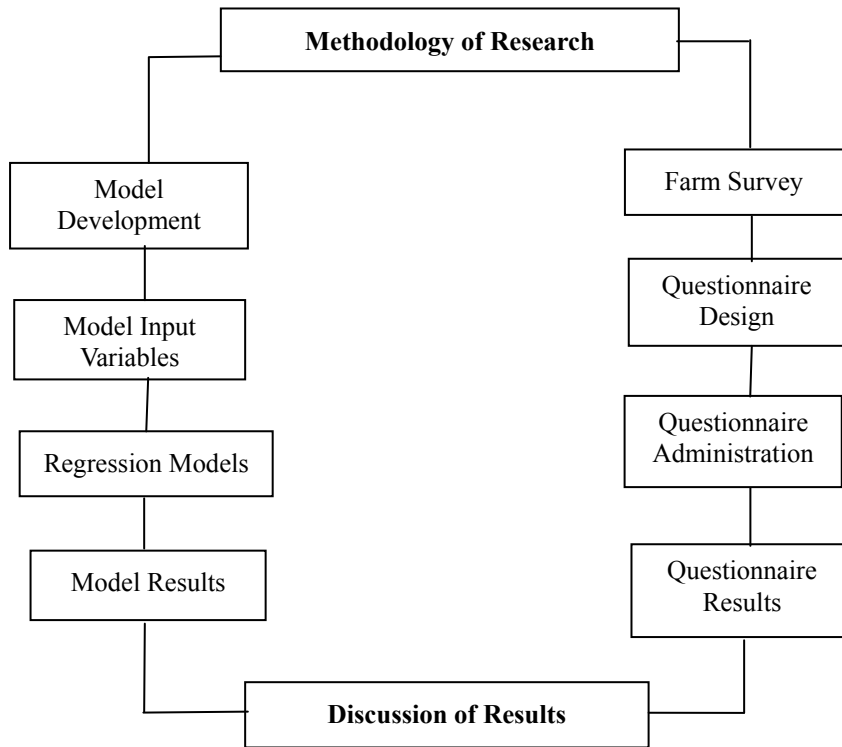 Methodology of Research
Model
Development
Model Input
Variables
Regression Models
Model Results
Farm Survey
Questionnaire
Design
Questionnaire
Administration
Questionnaire
Results
Discussion of Results